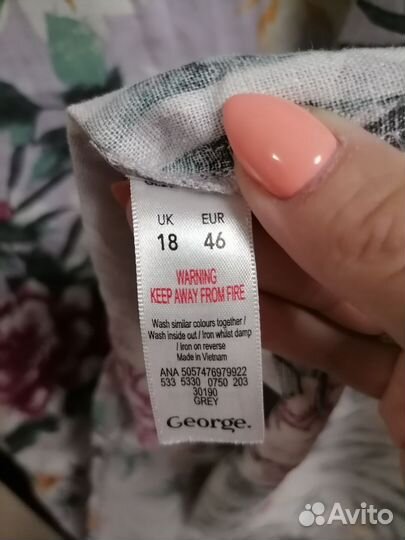 UK EUR
18 46
WARNING
KEEP AWAY FROM FIRE
Wash similar colours together /
Wash inside out / Iron whilst damp
/ Iron on reverse
Made in Vietnam
ANA 5057476979922
533 5330 0750 203
30190
GREY
George.
Avito